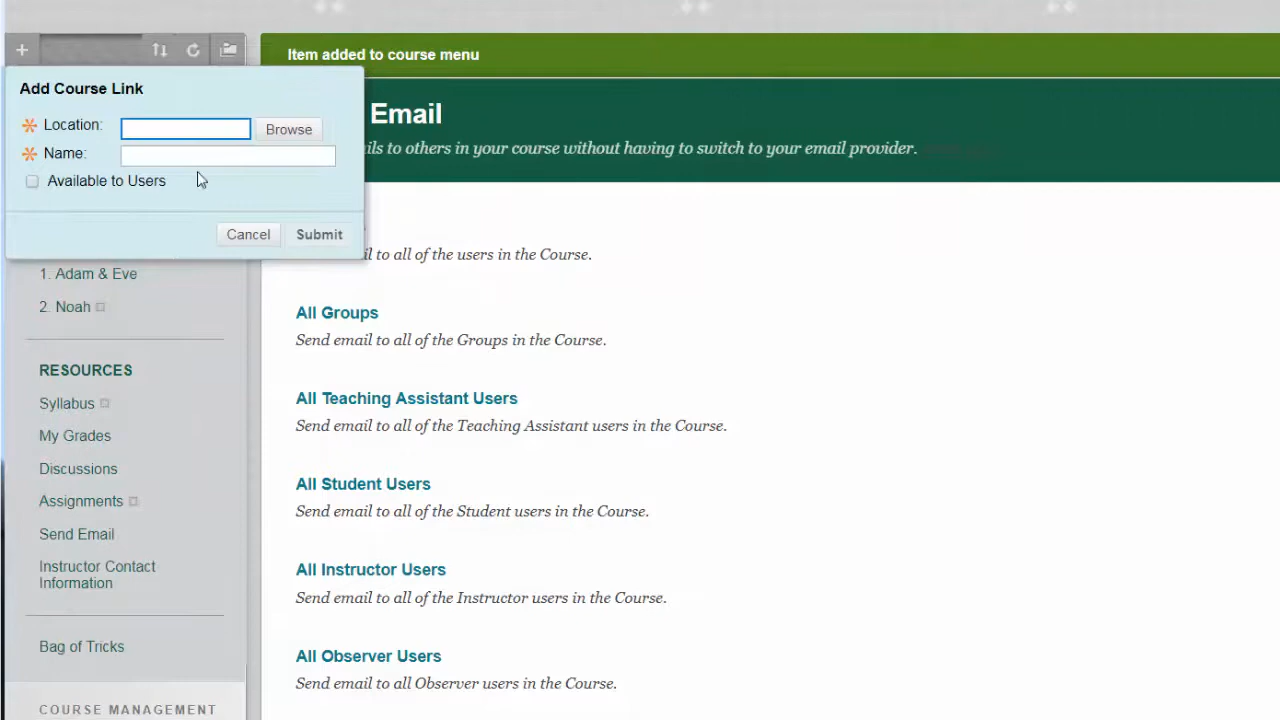 Item added to course menu
Add Course Link
Location:
Browse
Name:
Available to Users
Cancel
Submit
Email
ils to others in your course without having to switch to your email provider.
il to all of the users in the Course.
1. Adam & Eve
2. Noah
RESOURCES
Syllabus
My Grades
Discussions
Assignments
Send Email
Instructor Contact
Information
Bag of Tricks
COURSE MANAGEMENT
All Groups
Send email to all of the Groups in the Course.
All Teaching Assistant Users
Send email to all of the Teaching Assistant users in the Course.
All Student Users
Send email to all of the Student users in the Course.
All Instructor Users
Send email to all of the Instructor users in the Course.
All Observer Users
Send email to all Observer users in the Course.